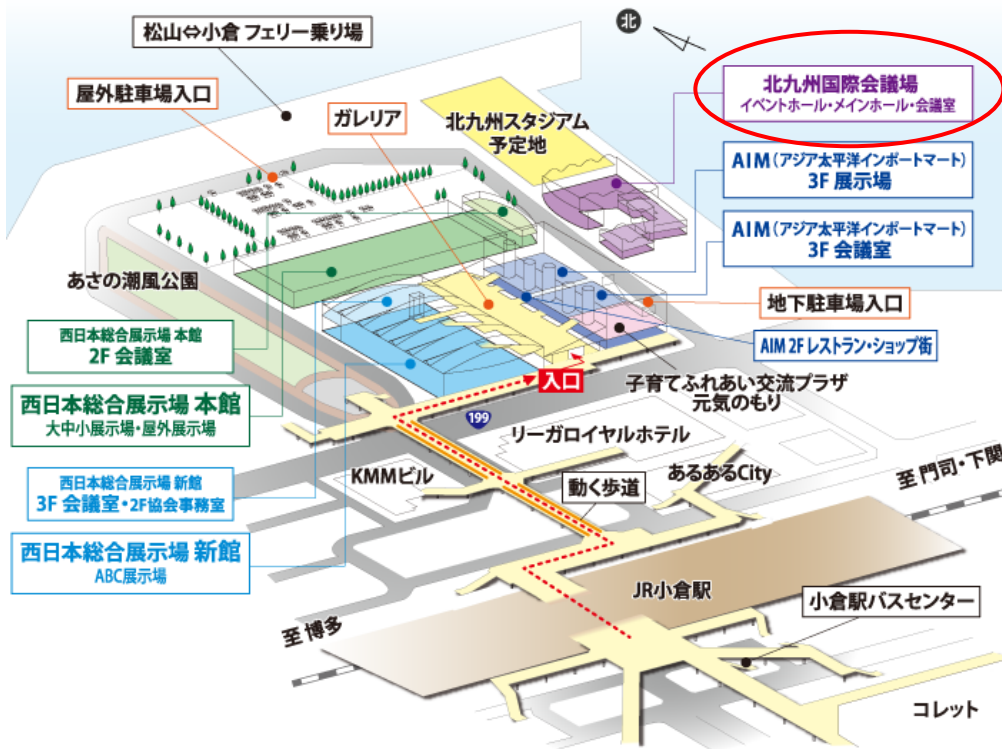 松山⇔小倉 フェリー乗り場
北
屋外駐車場入口
ガレリア
北九州スタジアム
予定地
北九州国際会議場
イベントホール・メインホール・会議室
AIM(アジア太平洋インポートマート)
3F 展示場
AIM(アジア太平洋インポートマート)
3F 会議室
あさの潮風公園
地下駐車場入口
西日本総合展示場 本館
2F 会議室
AIM 2F レストラン・ショップ街
入口
子育てふれあい交流プラザ
元気のもり
西日本総合展示場 本館
大中小展示場・屋外展示場
199
リーガロイヤルホテル
KMMビル
あるあるCity
至 門司・下関
西日本総合展示場 新館
3F 会議室・2F協会事務室
動く歩道
西日本総合展示場 新館
ABC展示場
JR小倉駅
小倉駅バスセンター
至 博多
コレット